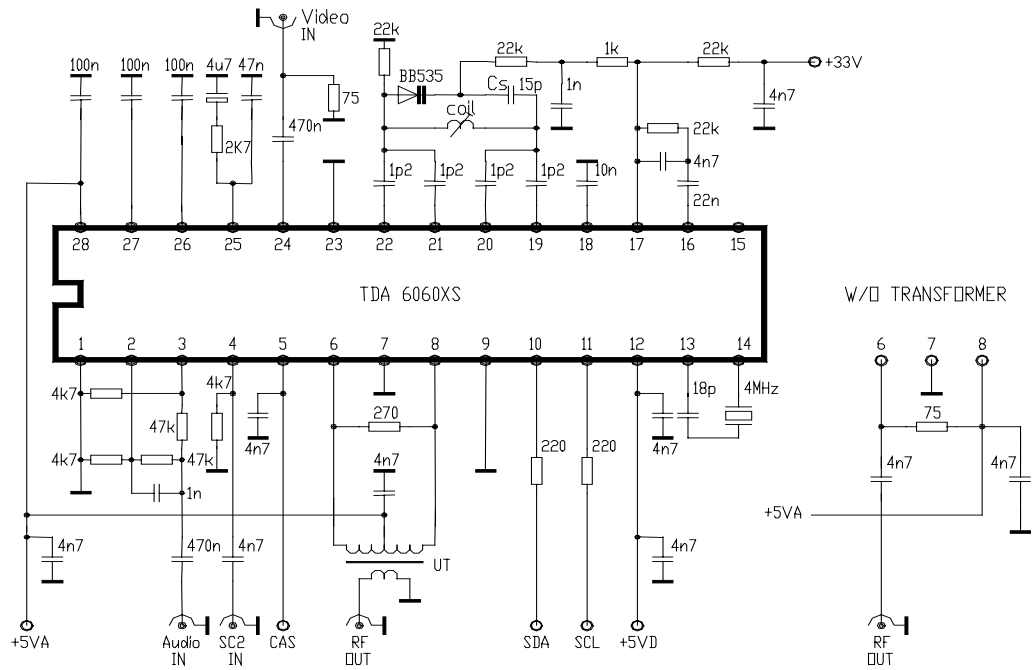 Video
IN
22k
22k
1k
22k
+33V
100n
100n
100n
4u7
47n
BB535
75
Cs
15p
1n
4n7
coil
470n
2K7
22k
4n7
1p2
1p2
1p2
1p2
10n
22n
28
27
26
25
24
23
22
21
20
19
18
17
16
15
TDA 6060XS
W/O TRANSFORMER
1
2
3
4
5
6
7
8
9
10
11
12
13
14
6
7
8
4k7
4k7
18p
4MHz
270
75
47k
4n7
220
220
4n7
4k7
47k
4n7
4n7
4n7
1n
+5VA
4n7
470n
4n7
UT
4n7
+5VA
Audio
IN
SC2
IN
CAS
RF
OUT
SDA
SCL
+5VD
RF
OUT